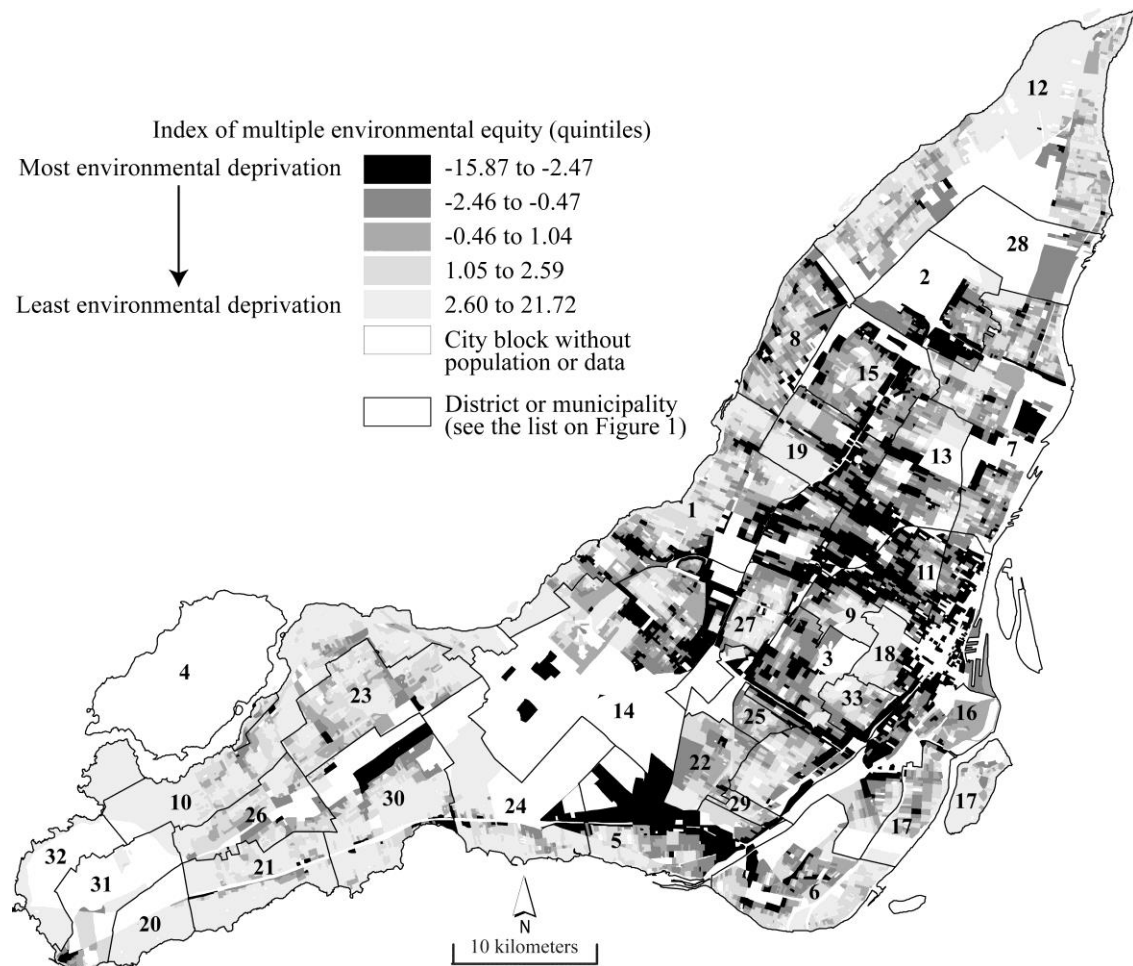 Index of multiple environmental equity (quintiles)
Most environmental deprivation
-15.87 to -2.47
-2.46 to -0.47
-0.46 to 1.04
1.05 to 2.59
Least environmental deprivation
2.60 to 21.72
City block without
population or data
District or municipality
(see the list on Figure 1)
12
28
2
8
15
19
13
7
1
11
27
9
3
18
4
33
23
14
25
16
22
10
30
24
29
17
17
26
5
32
31
21
6
20
N
10 kilometers